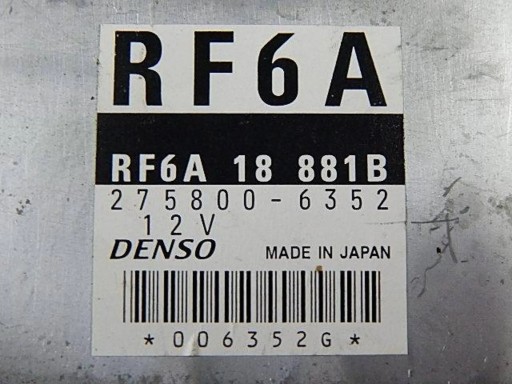 RF6A
RF6A 18 881B
275800-6352
12V
DENSO MADE IN JAPAN
*006352G*